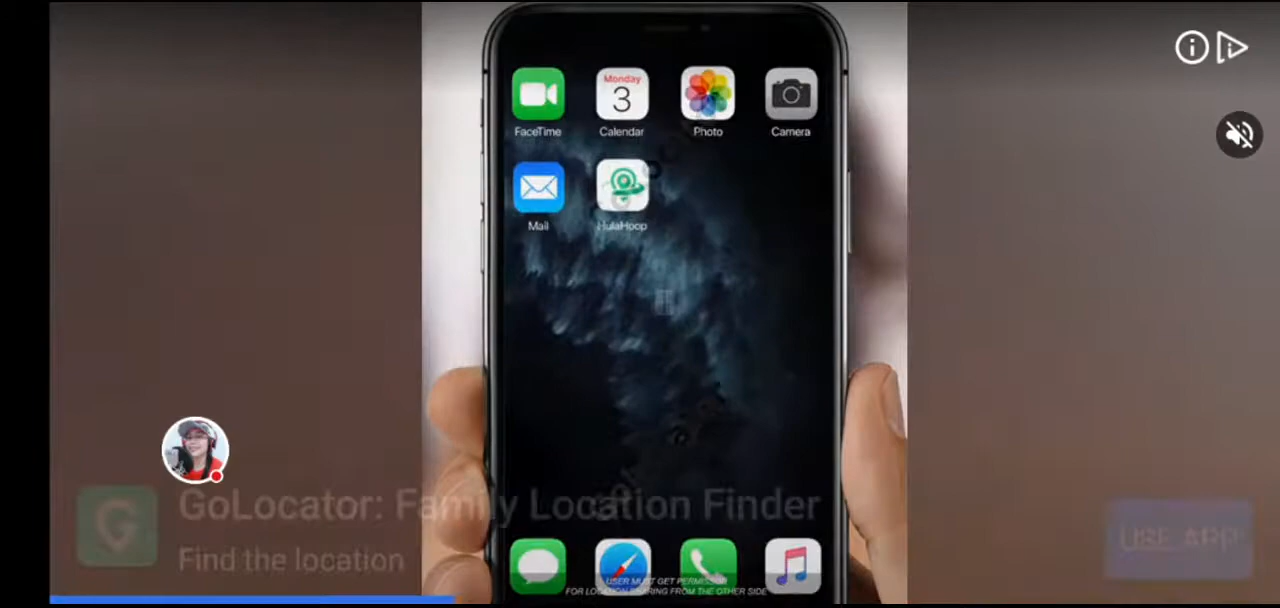 FaceTime
Calendar
Photo
Camera
Monday
3
Mail
HulaHoop
GoLocator: Family Location Finder
Find the location
USE APP
USER MUST GET PERMISSION
FOR LOCATION SHARING FROM THE OTHER SIDE